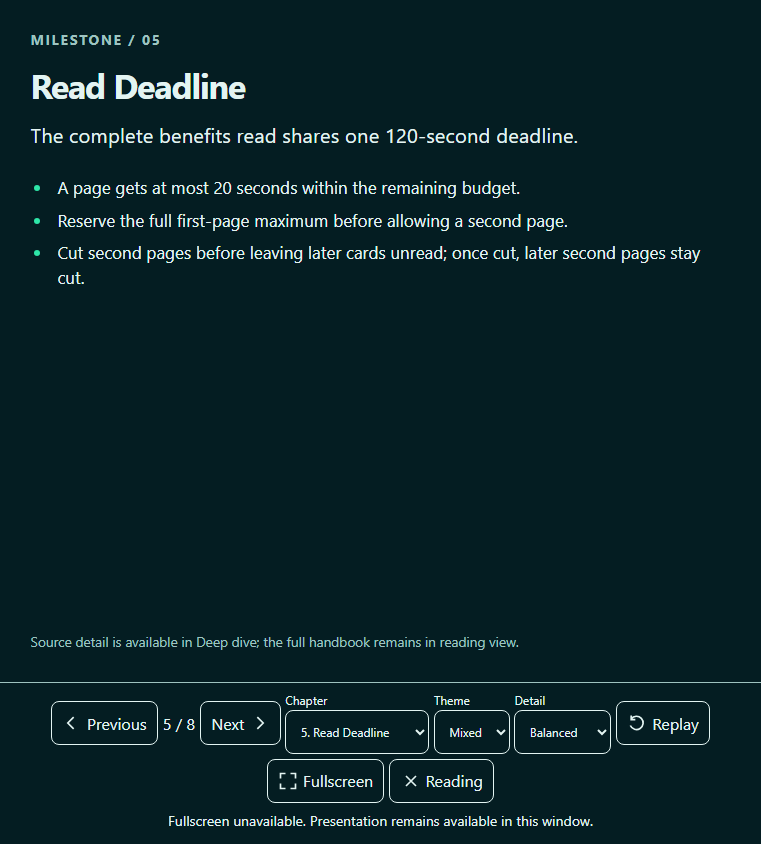 MILESTONE / 05
Read Deadline
The complete benefits read shares one 120-second deadline.
A page gets at most 20 seconds within the remaining budget.
Reserve the full first-page maximum before allowing a second page.
Cut second pages before leaving later cards unread; once cut, later second pages stay
cut.
Source detail is available in Deep dive; the full handbook remains in reading view.
Chapter
Theme
Detail
Previous
5 / 8
Next
5. Read Deadline
Mixed
Balanced
Replay
Fullscreen
Reading
Fullscreen unavailable. Presentation remains available in this window.